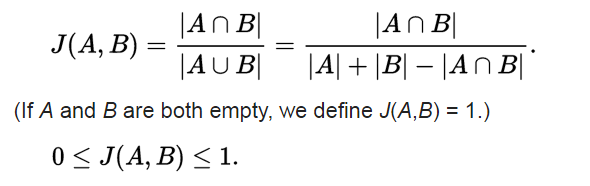 J(A, B) = |A ∩ B| / |A ∪ B| = |A ∩ B| / (|A| + |B| − |A ∩ B|).
(If A and B are both empty, we define J(A,B) = 1.)
0 ≤ J(A, B) ≤ 1.